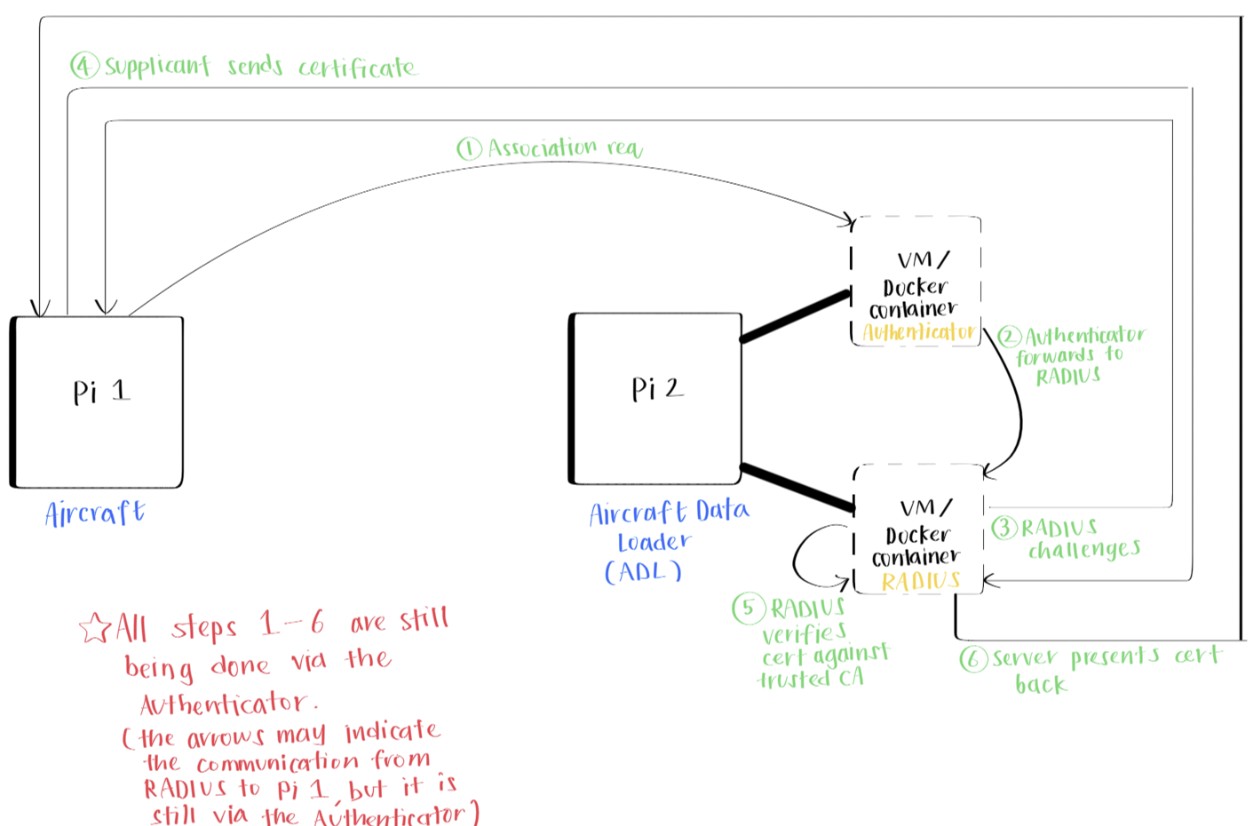 ④ Supplicant sends certificate
① Association req
VM/
Docker
container
Authenticator
② Authenticator
forwards to
RADIUS
Pi 1
Aircraft
Pi 2
Aircraft Data
Loader
(ADL)
VM/
Docker
container
RADIUS
③ RADIUS
challenges
⑤ RADIUS
verifies
cert against
trusted CA
⑥ Server presents cert
back
☆ All steps 1-6 are still
being done via the
Authenticator.
(the arrows may indicate
the communication from
RADIUS to Pi 1, but it is
still via the Authenticator)